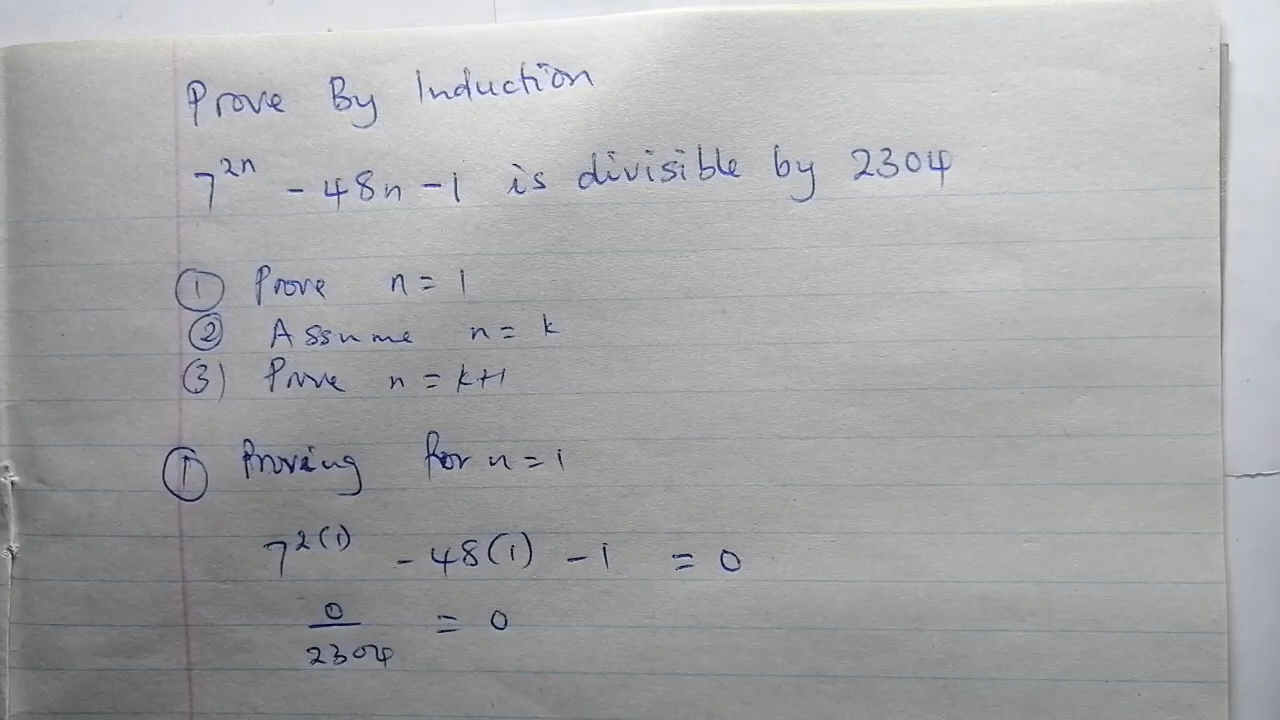 Prove By Induction
7^{2n} - 48n - 1 is divisible by 2304
① Prove n = 1
② Assume n = k
③ Prove n = k+1
① Proving for n = 1
7^{2(1)} - 48(1) - 1 = 0
0/2304 = 0